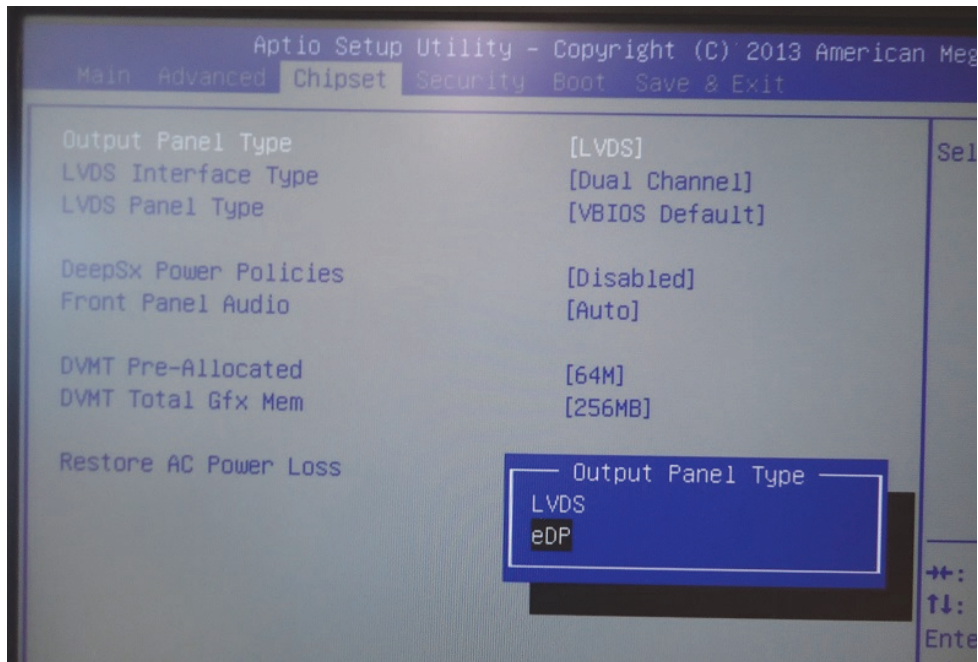 Aptio Setup Utility - Copyright (C) 2013 American Meg
Main Advanced Chipset Security Boot Save & Exit
Output Panel Type [LVDS]
LVDS Interface Type [Dual Channel]
LVDS Panel Type [VBIOS Default]
DeepSx Power Policies [Disabled]
Front Panel Audio [Auto]
DVMT Pre-Allocated [64M]
DVMT Total Gfx Mem [256MB]
Restore AC Power Loss
Output Panel Type
LVDS
eDP
Sel
→←:
↑↓:
Ente